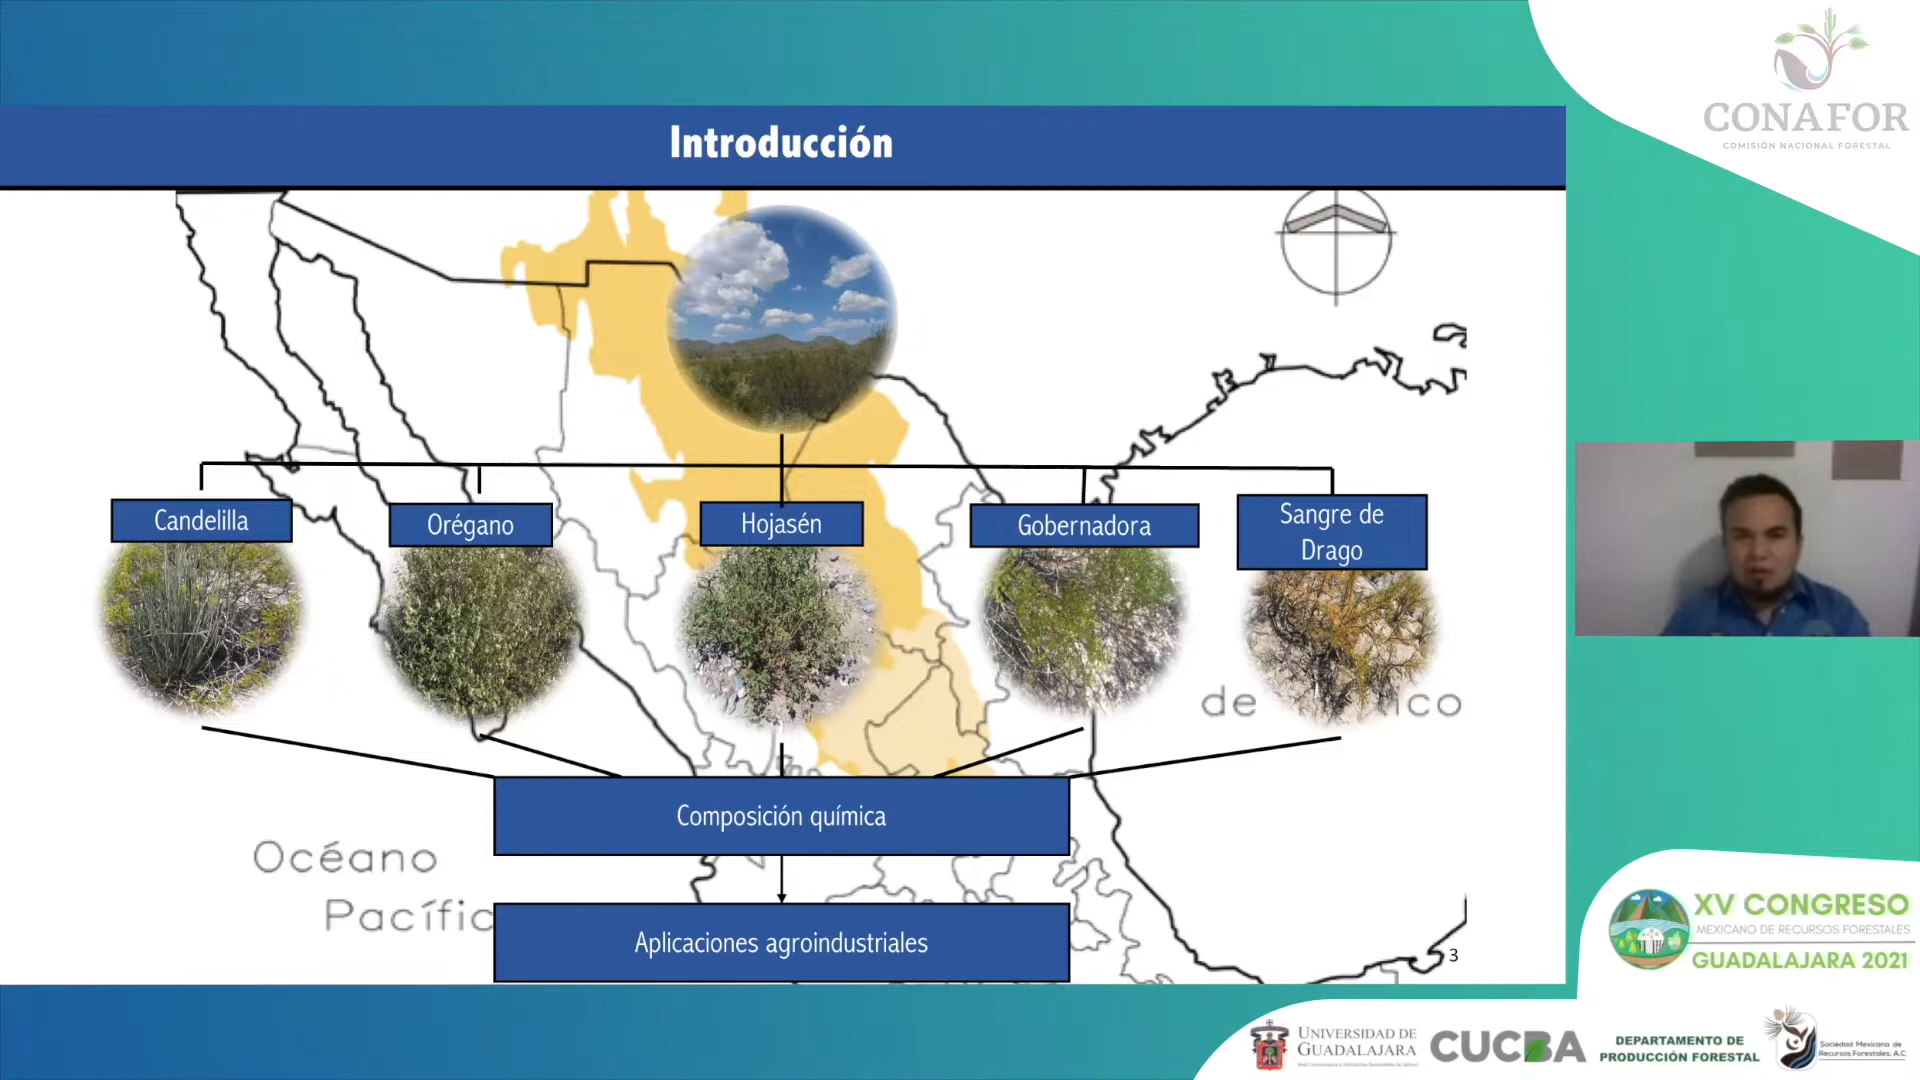 CONAFOR
COMISIÓN NACIONAL FORESTAL
Introducción
Candelilla
Orégano
Hojasén
Gobernadora
Sangre de
Drago
de
ico
Composición química
Océano
Pacífic
Aplicaciones agroindustriales
3
XV CONGRESO
MEXICANO DE RECURSOS FORESTALES
GUADALAJARA 2021
UNIVERSIDAD DE
GUADALAJARA
CUCBA
DEPARTAMENTO DE
PRODUCCIÓN FORESTAL
Sociedad Mexicana de
Recursos Forestales, A.C.